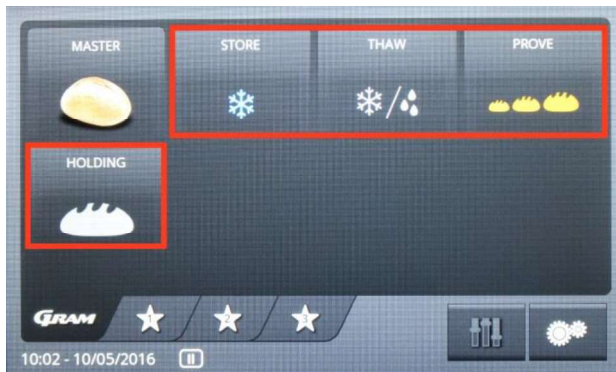 MASTER
STORE
THAW
PROVE
HOLDING
GRAM
1
2
3
10:02 - 10/05/2016